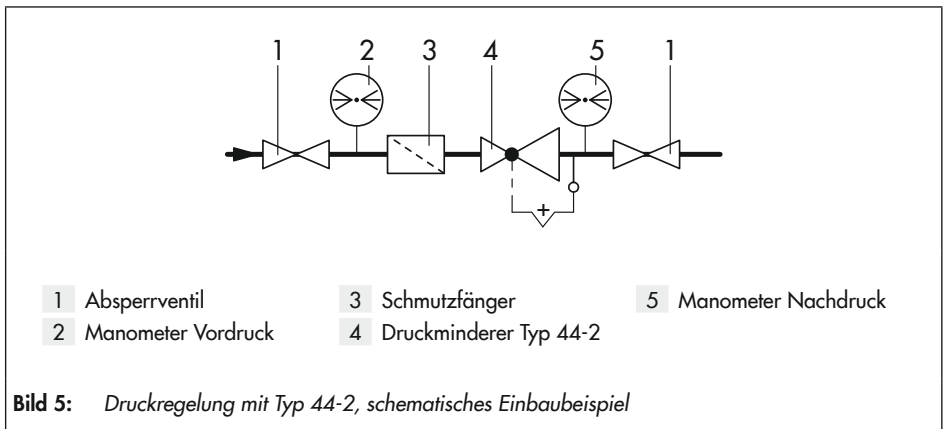 1 2 3 4 5 1
+
1 Absperrventil 3 Schmutzfänger 5 Manometer Nachdruck
2 Manometer Vordruck 4 Druckminderer Typ 44-2
Bild 5: Druckregelung mit Typ 44-2, schematisches Einbaubeispiel